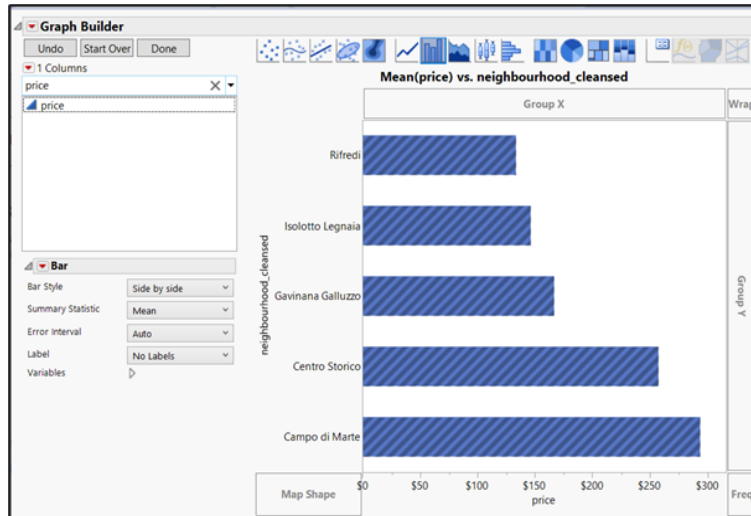 Graph Builder
Undo Start Over Done
1 Columns
price
price
Bar
Bar Style Side by side
Summary Statistic Mean
Error Interval Auto
Label No Labels
Variables
Mean(price) vs. neighbourhood_cleansed
Group X Wrap
Rifredi
Isolotto Legnaia
Gavinana Galluzzo
Centro Storico
Campo di Marte
neighbourhood_cleansed
Group Y
$0 $50 $100 $150 $200 $250 $300
price
Map Shape Freq